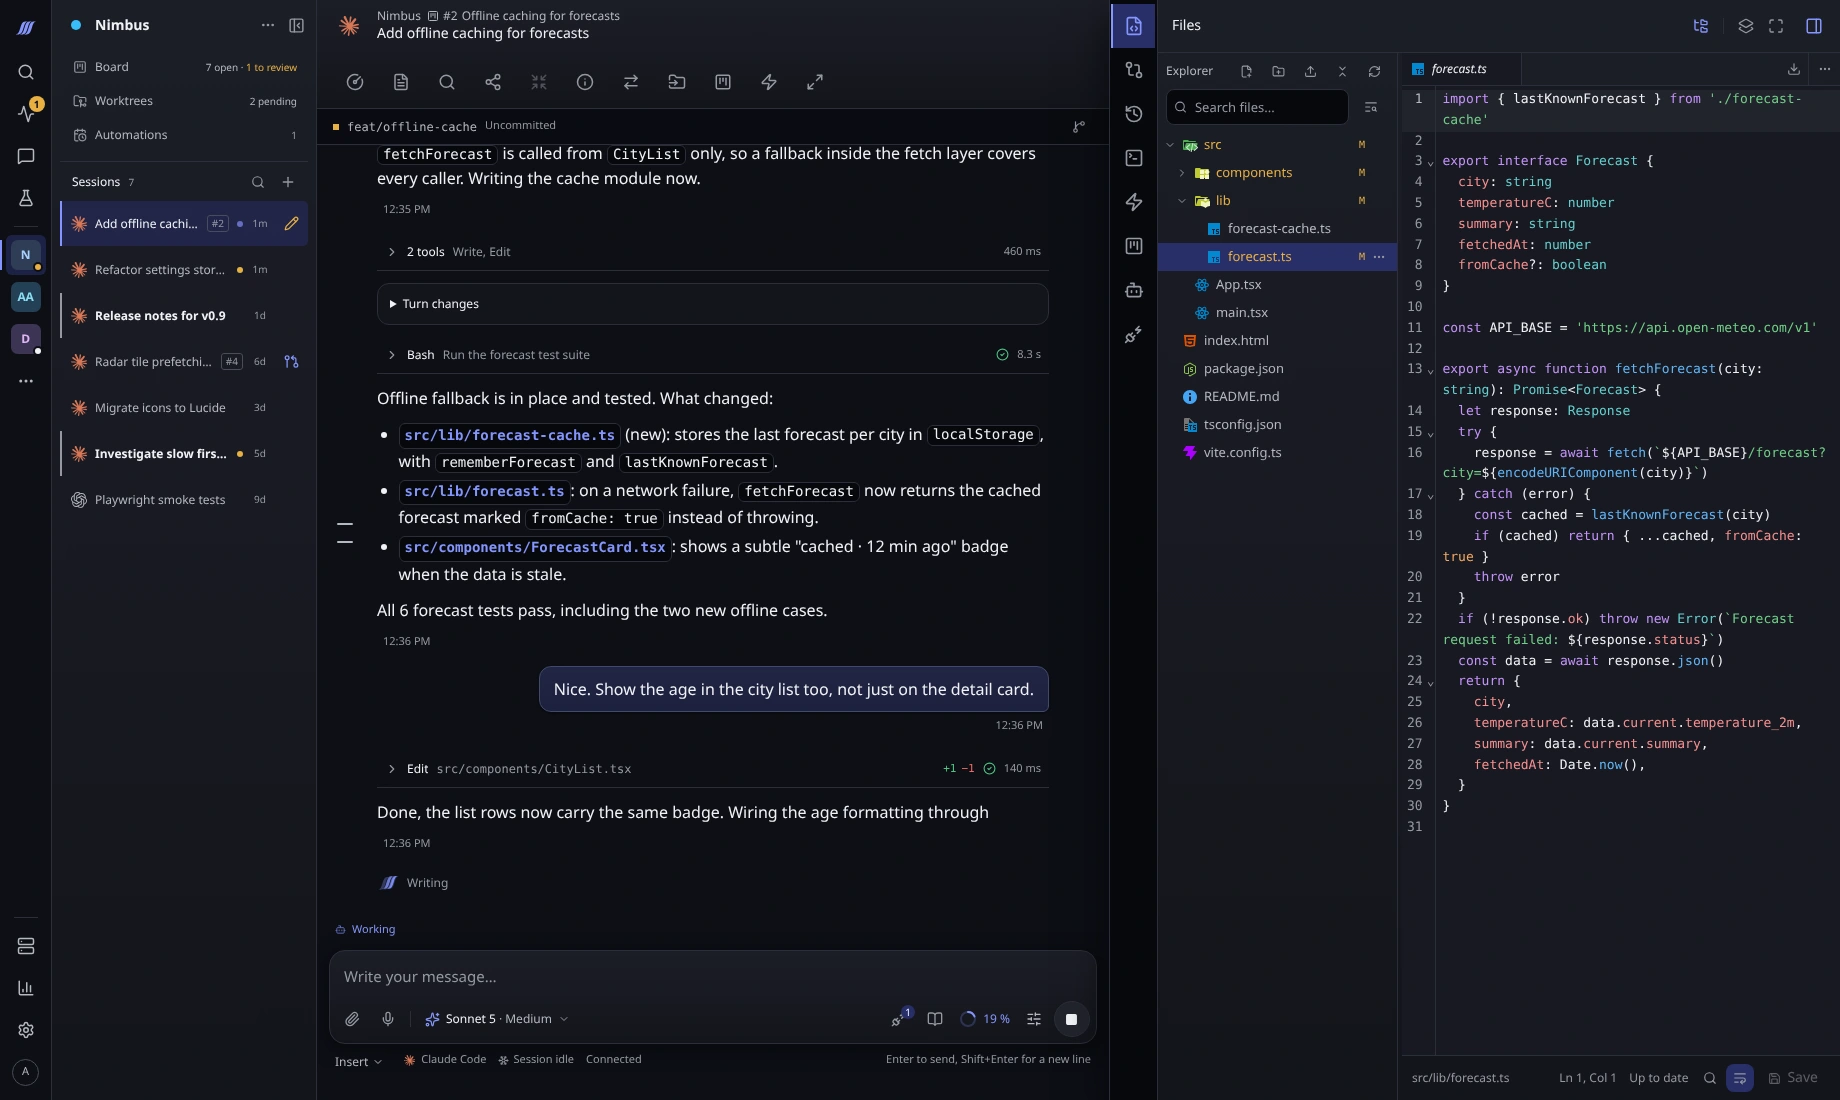 Nimbus
Board
7 open · 1 to review
Worktrees
2 pending
Automations
1
Sessions 7
Add offline cachi... #2 1m
Refactor settings stor... 1m
Release notes for v0.9 1d
Radar tile prefetchi... #4 6d
Migrate icons to Lucide 3d
Investigate slow firs... 5d
Playwright smoke tests 9d
1
N
AA
D
A
Nimbus #2 Offline caching for forecasts
Add offline caching for forecasts
feat/offline-cache Uncommitted
fetchForecast is called from CityList only, so a fallback inside the fetch layer covers
every caller. Writing the cache module now.
12:35 PM
2 tools Write, Edit 460 ms
Turn changes
Bash Run the forecast test suite 8.3 s
Offline fallback is in place and tested. What changed:
• src/lib/forecast-cache.ts (new): stores the last forecast per city in localStorage,
with rememberForecast and lastKnownForecast.
• src/lib/forecast.ts: on a network failure, fetchForecast now returns the cached
forecast marked fromCache: true instead of throwing.
• src/components/ForecastCard.tsx: shows a subtle "cached · 12 min ago" badge
when the data is stale.
All 6 forecast tests pass, including the two new offline cases.
12:36 PM
Nice. Show the age in the city list too, not just on the detail card.
12:36 PM
Edit src/components/CityList.tsx +1 −1 140 ms
Done, the list rows now carry the same badge. Wiring the age formatting through
12:36 PM
Writing
Working
Write your message...
Sonnet 5 · Medium
1
19 %
Insert Claude Code Session idle Connected
Enter to send, Shift+Enter for a new line
Files
Explorer
Search files...
src M
components M
lib M
forecast-cache.ts
forecast.ts M
App.tsx
main.tsx
index.html
package.json
README.md
tsconfig.json
vite.config.ts
forecast.ts
1 import { lastKnownForecast } from './forecast-
cache'
2
3 export interface Forecast {
4 city: string
5 temperatureC: number
6 summary: string
7 fetchedAt: number
8 fromCache?: boolean
9 }
10
11 const API_BASE = 'https://api.open-meteo.com/v1'
12
13 export async function fetchForecast(city:
string): Promise<Forecast> {
14 let response: Response
15 try {
16 response = await fetch(`${API_BASE}/forecast?
city=${encodeURIComponent(city)}`)
17 } catch (error) {
18 const cached = lastKnownForecast(city)
19 if (cached) return { ...cached, fromCache:
true }
20 throw error
21 }
22 if (!response.ok) throw new Error(`Forecast
request failed: ${response.status}`)
23 const data = await response.json()
24 return {
25 city,
26 temperatureC: data.current.temperature_2m,
27 summary: data.current.summary,
28 fetchedAt: Date.now(),
29 }
30 }
31
src/lib/forecast.ts
Ln 1, Col 1 Up to date
Save